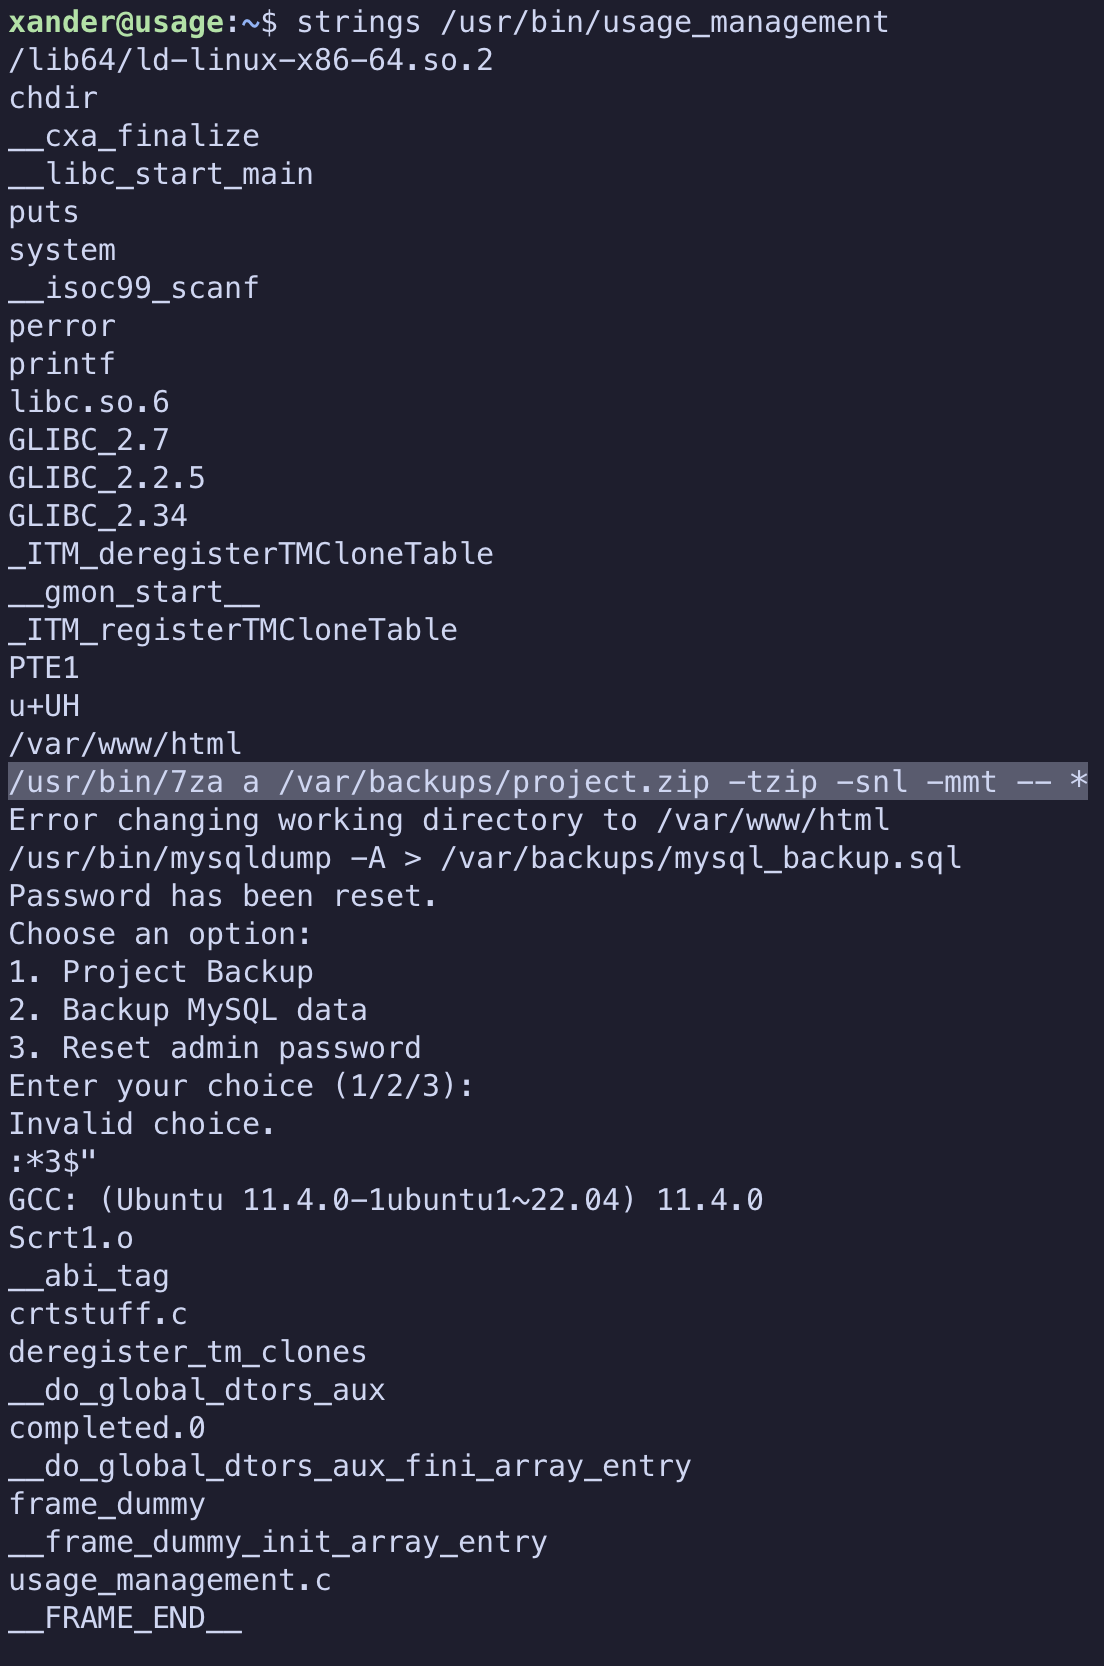 xander@usage:~$ strings /usr/bin/usage_management
/lib64/ld-linux-x86-64.so.2
chdir
__cxa_finalize
__libc_start_main
puts
system
__isoc99_scanf
perror
printf
libc.so.6
GLIBC_2.7
GLIBC_2.2.5
GLIBC_2.34
_ITM_deregisterTMCloneTable
__gmon_start__
_ITM_registerTMCloneTable
PTE1
u+UH
/var/www/html
/usr/bin/7za a /var/backups/project.zip -tzip -snl -mmt -- *
Error changing working directory to /var/www/html
/usr/bin/mysqldump -A > /var/backups/mysql_backup.sql
Password has been reset.
Choose an option:
1. Project Backup
2. Backup MySQL data
3. Reset admin password
Enter your choice (1/2/3):
Invalid choice.
:*3$"
GCC: (Ubuntu 11.4.0-1ubuntu1~22.04) 11.4.0
Scrt1.o
__abi_tag
crtstuff.c
deregister_tm_clones
__do_global_dtors_aux
completed.0
__do_global_dtors_aux_fini_array_entry
frame_dummy
__frame_dummy_init_array_entry
usage_management.c
__FRAME_END__